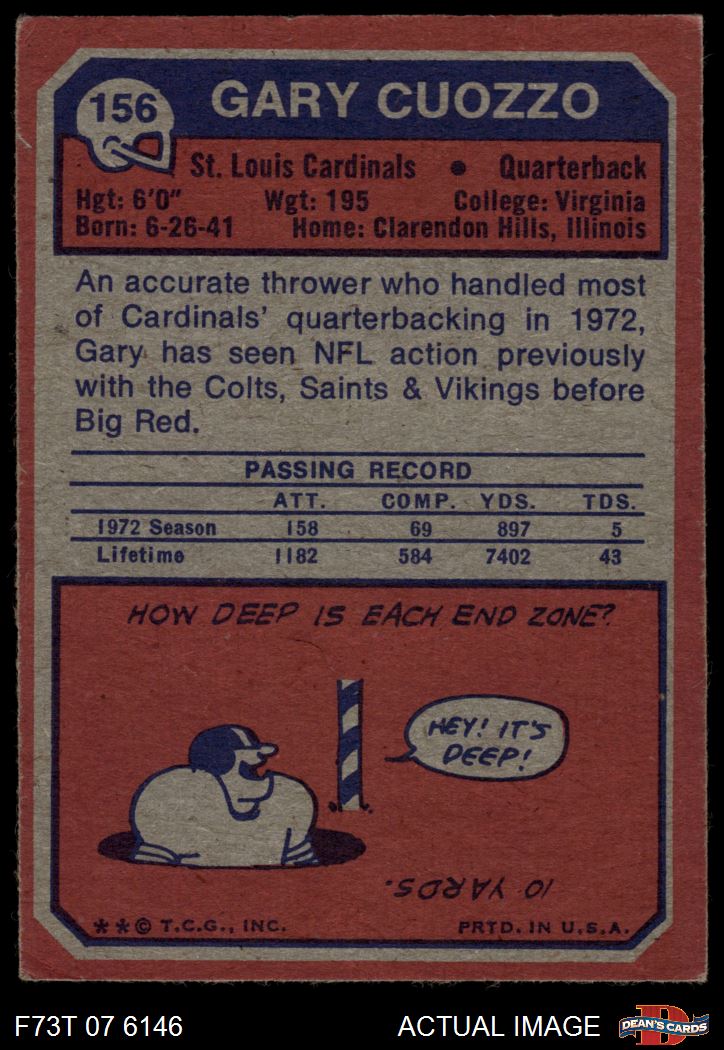 156
GARY CUOZZO
St. Louis Cardinals • Quarterback
Hgt: 6'0" Wgt: 195 College: Virginia
Born: 6-26-41 Home: Clarendon Hills, Illinois
An accurate thrower who handled most
of Cardinals' quarterbacking in 1972,
Gary has seen NFL action previously
with the Colts, Saints & Vikings before
Big Red.
PASSING RECORD
ATT. COMP. YDS. TDS.
1972 Season 158 69 897 5
Lifetime 1182 584 7402 43
HOW DEEP IS EACH END ZONE?
HEY! IT'S
DEEP!
10 YARDS.
**© T.C.G., INC. PRTD. IN U.S.A.
F73T 07 6146 ACTUAL IMAGE
D
DEAN'S CARDS